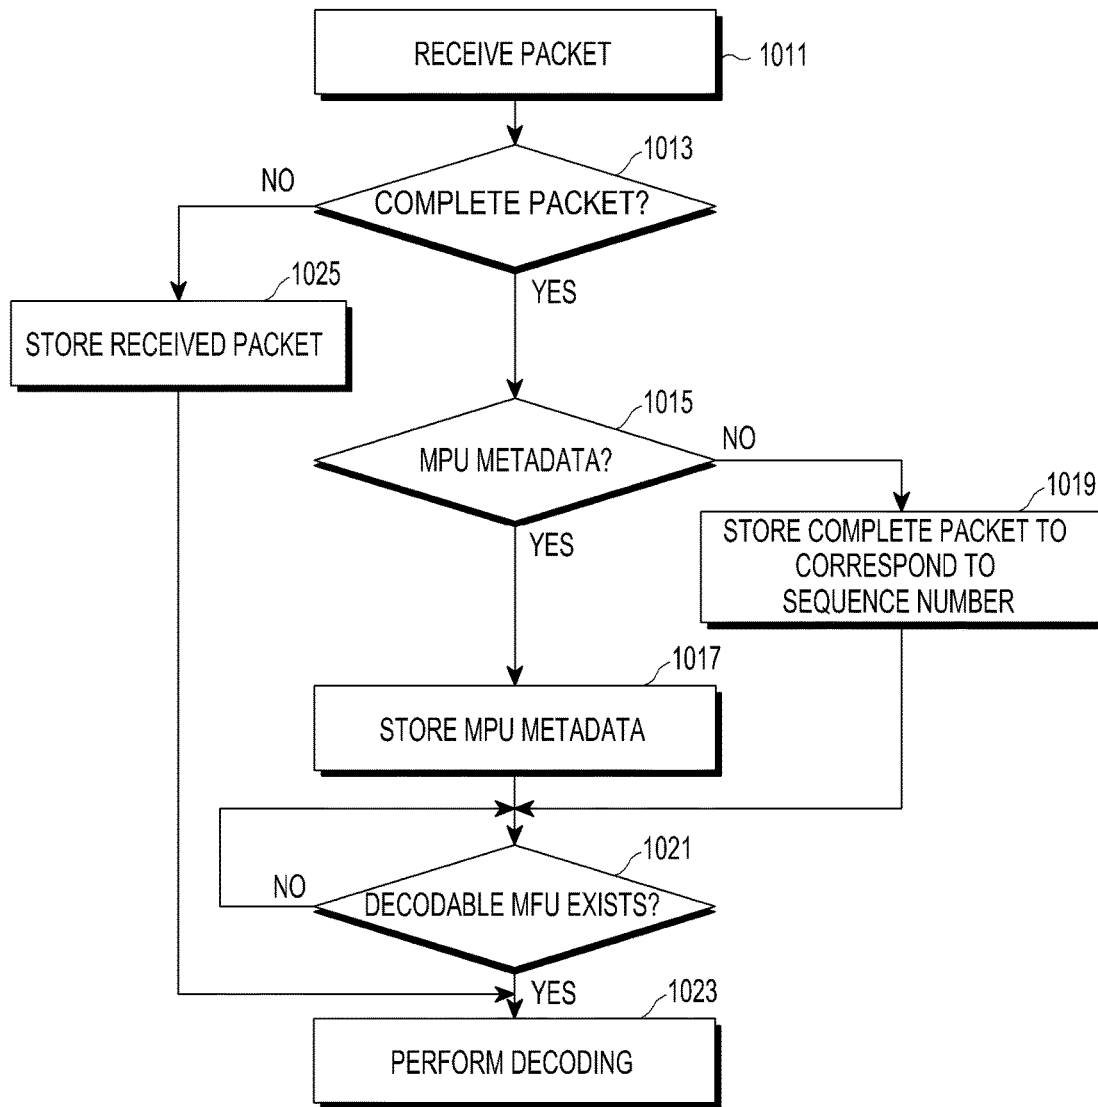 RECEIVE PACKET
1011
1013
NO
COMPLETE PACKET?
1025
YES
STORE RECEIVED PACKET
1015
NO
MPU METADATA?
1019
YES
STORE COMPLETE PACKET TO
CORRESPOND TO
SEQUENCE NUMBER
1017
STORE MPU METADATA
1021
NO
DECODABLE MFU EXISTS?
YES
1023
PERFORM DECODING